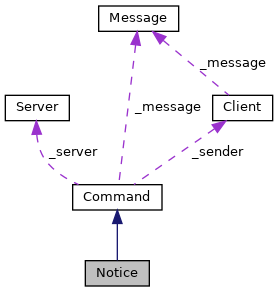 Message
_message
Server
Client
_message
_server
_sender
Command
Notice